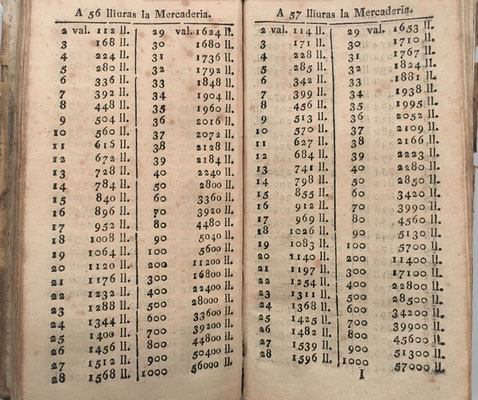 A 56 lliuras la Mercaderia.
2 val. 112 ll. 29 val. 1624 ll.
3 168 ll. 30 1680 ll.
4 224 ll. 31 1736 ll.
5 280 ll. 32 1792 ll.
6 336 ll. 33 1848 ll.
7 392 ll. 34 1904 ll.
8 448 ll. 35 1960 ll.
9 504 ll. 36 2016 ll.
10 560 ll. 37 2072 ll.
11 615 ll. 38 2128 ll.
12 672 ll. 39 2184 ll.
13 728 ll. 40 2240 ll.
14 784 ll. 50 2800 ll.
15 840 ll. 60 3360 ll.
16 896 ll. 70 3920 ll.
17 952 ll. 80 4480 ll.
18 1008 ll. 90 5040 ll.
19 1064 ll. 100 5600 ll.
20 1120 ll. 200 11200 ll.
21 1176 ll. 300 16800 ll.
22 1232 ll. 400 22400 ll.
23 1288 ll. 500 28000 ll.
24 1344 ll. 600 33600 ll.
25 1400 ll. 700 39200 ll.
26 1456 ll. 800 44800 ll.
27 1512 ll. 900 50400 ll.
28 1568 ll. 1000 56000 ll.
A 57 lliuras la Mercaderia.
2 val. 114 ll. 29 val. 1653 ll.
3 171 ll. 30 1710 ll.
4 228 ll. 31 1767 ll.
5 285 ll. 32 1824 ll.
6 342 ll. 33 1881 ll.
7 399 ll. 34 1938 ll.
8 456 ll. 35 1995 ll.
9 513 ll. 36 2052 ll.
10 570 ll. 37 2109 ll.
11 627 ll. 38 2166 ll.
12 684 ll. 39 2223 ll.
13 741 ll. 40 2280 ll.
14 798 ll. 50 2850 ll.
15 855 ll. 60 3420 ll.
16 912 ll. 70 3990 ll.
17 969 ll. 80 4560 ll.
18 1026 ll. 90 5130 ll.
19 1083 ll. 100 5700 ll.
20 1140 ll. 200 11400 ll.
21 1197 ll. 300 17100 ll.
22 1254 ll. 400 22800 ll.
23 1311 ll. 500 28500 ll.
24 1368 ll. 600 34200 ll.
25 1425 ll. 700 39900 ll.
26 1482 ll. 800 45600 ll.
27 1539 ll. 900 51300 ll.
28 1596 ll. 1000 57000 ll.
I